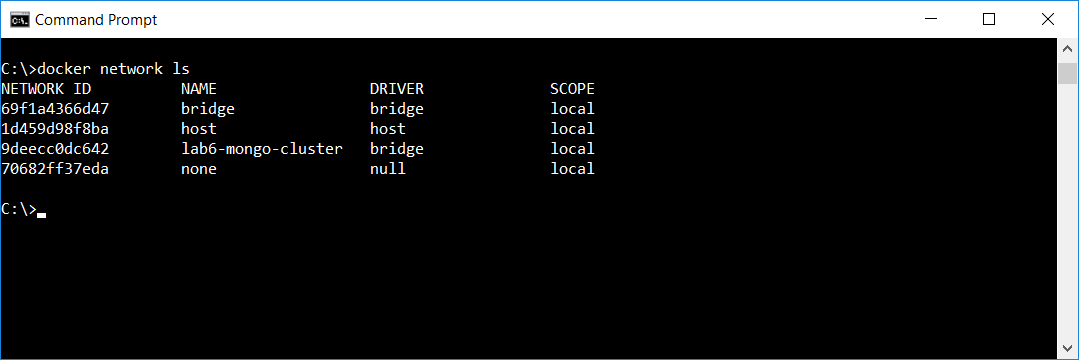 Command Prompt
C:\>docker network ls
NETWORK ID        NAME                 DRIVER              SCOPE
69f1a4366d47        bridge               bridge              local
1d459d98f8ba        host                 host                local
9deecc0dc642        lab6-mongo-cluster   bridge              local
70682ff37eda        none                 null                local
C:\>